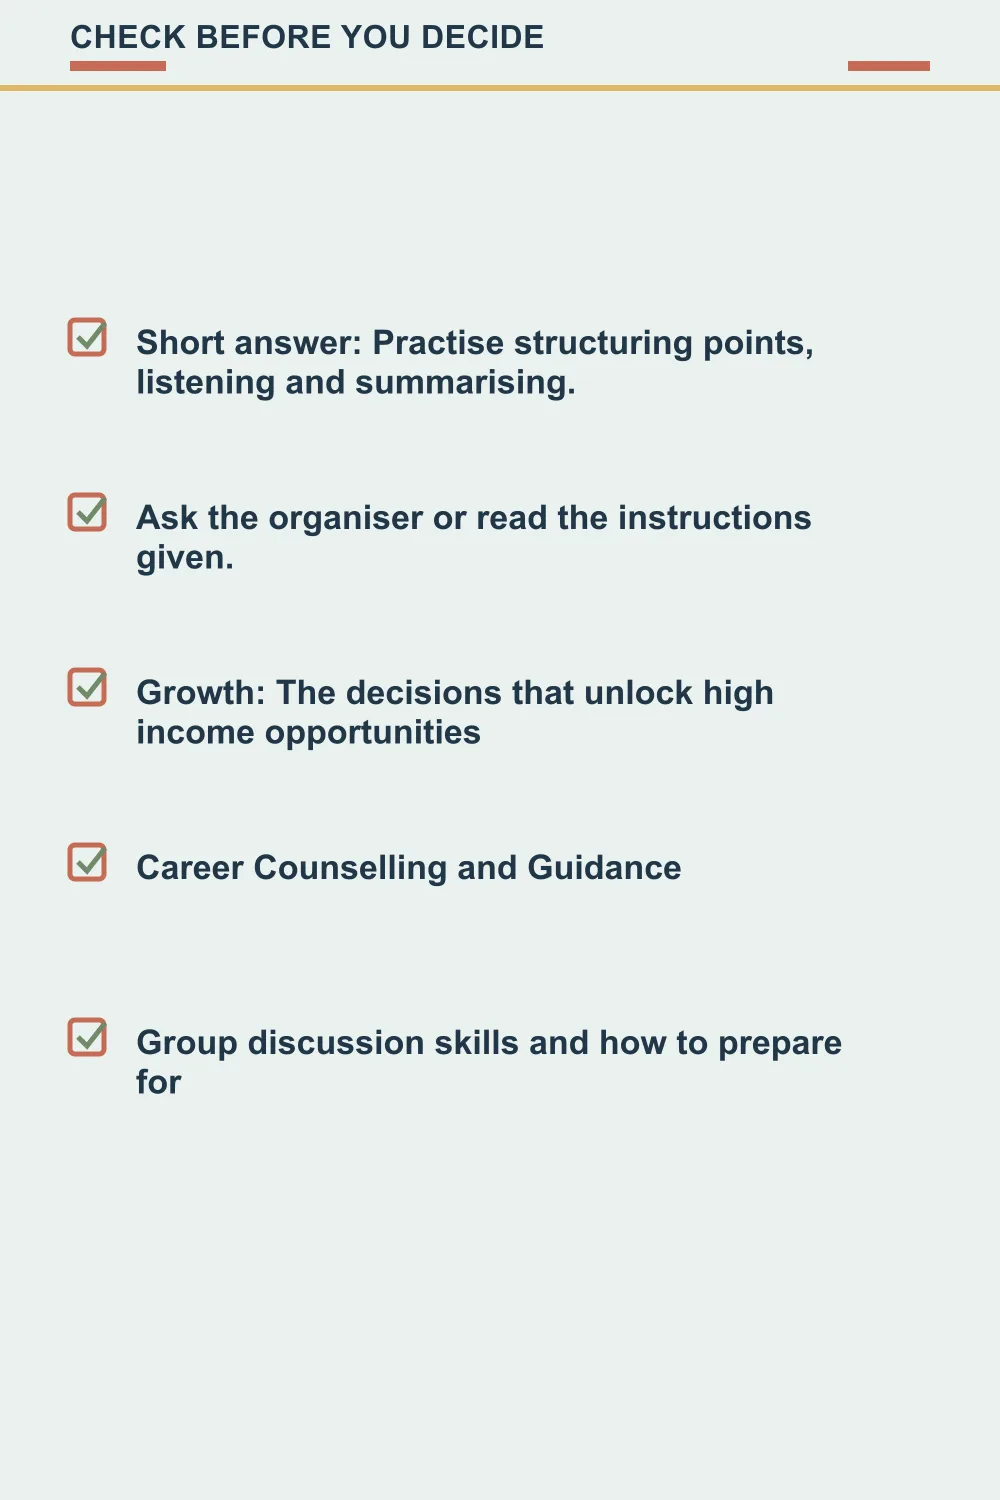 CHECK BEFORE YOU DECIDE
Short answer: Practise structuring points,
listening and summarising.
Ask the organiser or read the instructions
given.
Growth: The decisions that unlock high
income opportunities
Career Counselling and Guidance
Group discussion skills and how to prepare
for